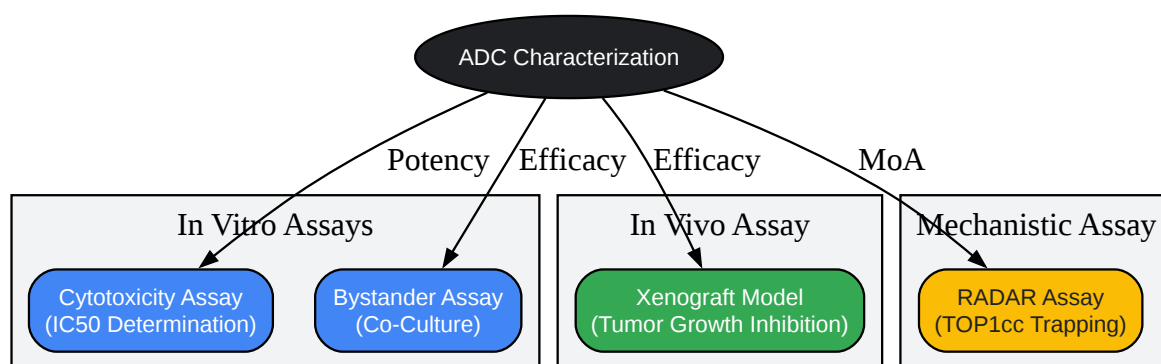 ADC Characterization
Potency
Efficacy
Efficacy
MoA
In Vitro Assays
In Vivo Assay
Mechanistic Assay
Cytotoxicity Assay
(IC50 Determination)
Bystander Assay
(Co-Culture)
Xenograft Model
(Tumor Growth Inhibition)
RADAR Assay
(TOP1cc Trapping)